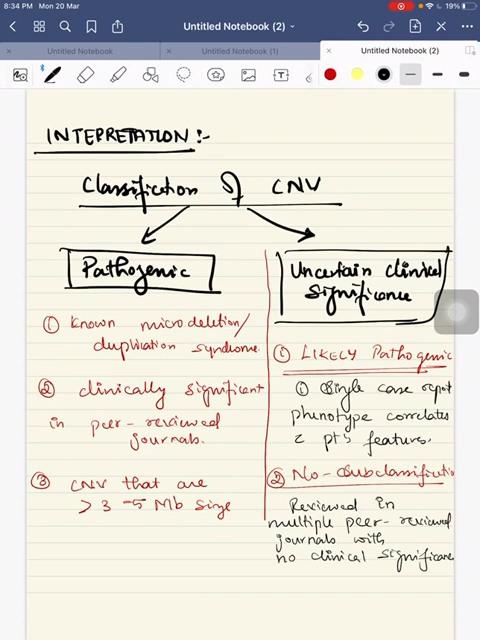 8:34 PM Mon 20 Mar
19%
Untitled Notebook (2)
Untitled Notebook
Untitled Notebook (1)
Untitled Notebook (2)
INTEPRETATION:-
Classification of CNV
Pathogenic
① Known microdeletion/
duplication syndrome.
② clinically significant
in peer-reviewed
journals.
③ CNV that are
> 3 - 5 Mb size
Uncertain clinical
significance
① LIKELY Pathogenic
① Single case report
phenotype correlates
c̄ pt's features.
② No-Subclassificatio
Reviewed in
multiple peer-reviewed
journals with
no clinical significance